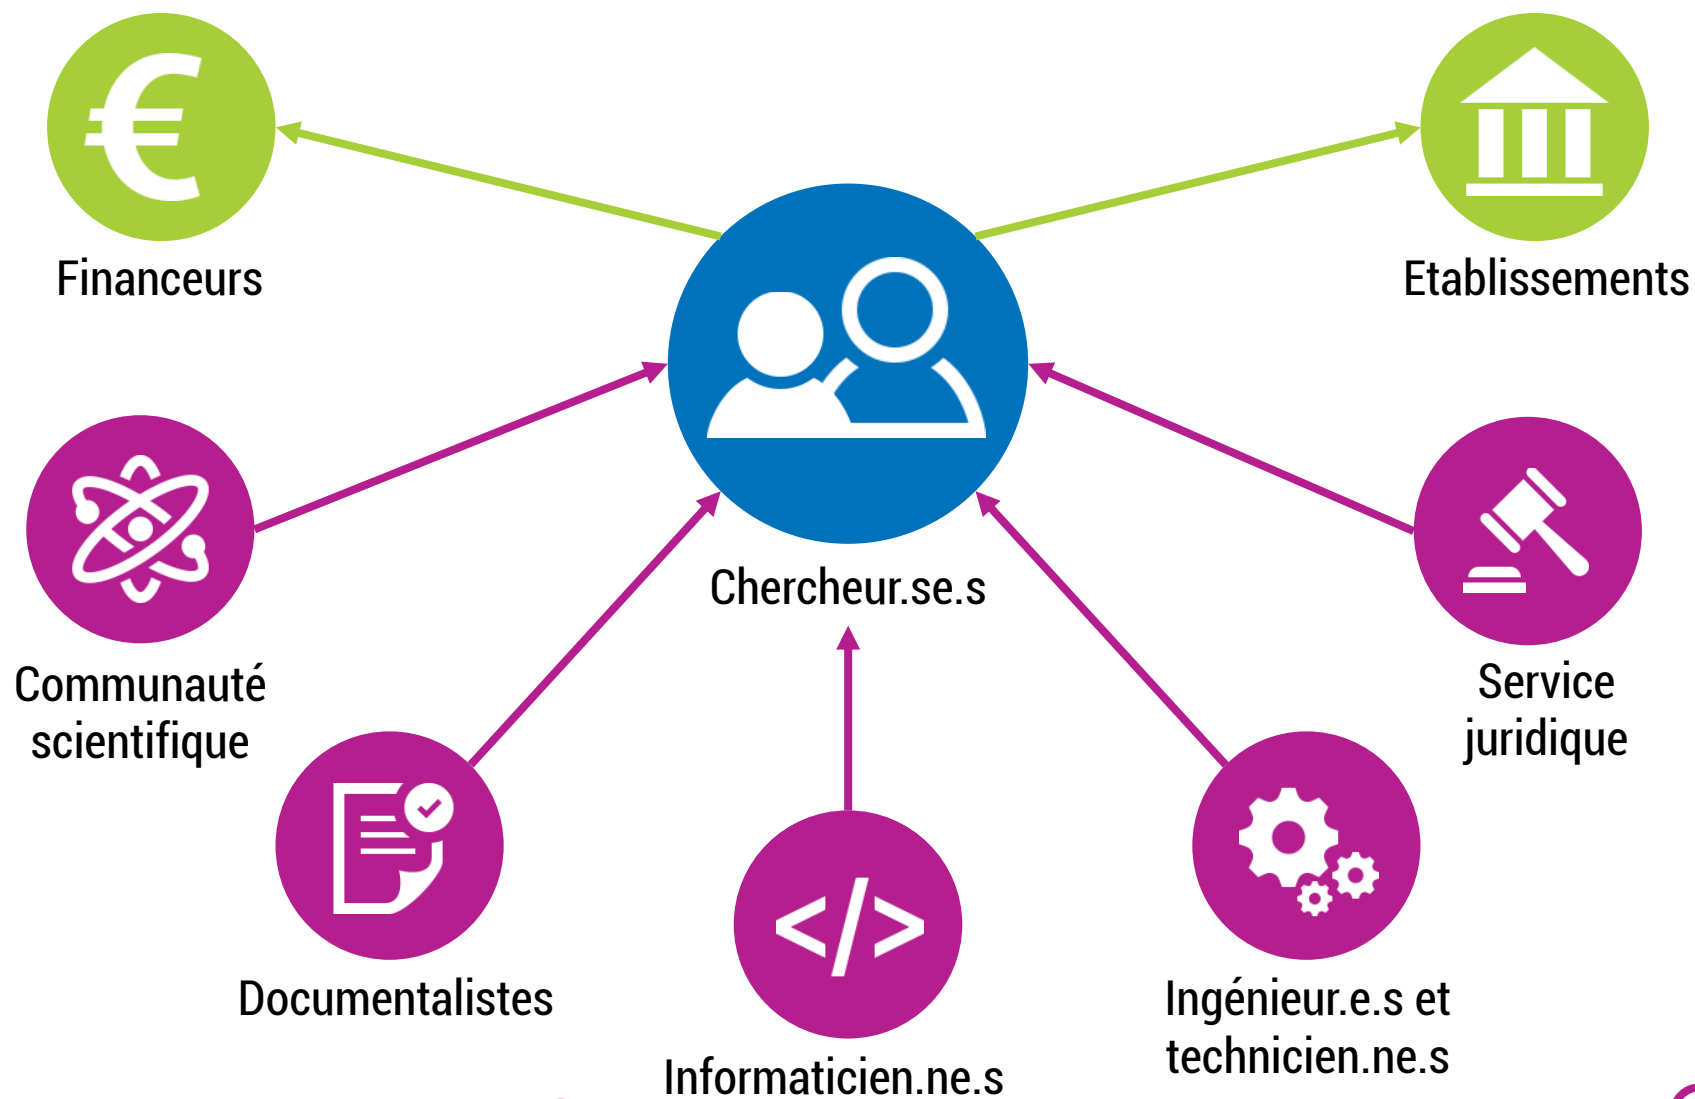 Financeurs
Etablissements
Chercheur.se.s
Communauté
scientifique
Service
juridique
Documentalistes
</>
Informaticien.ne.s
Ingénieur.e.s et
technicien.ne.s